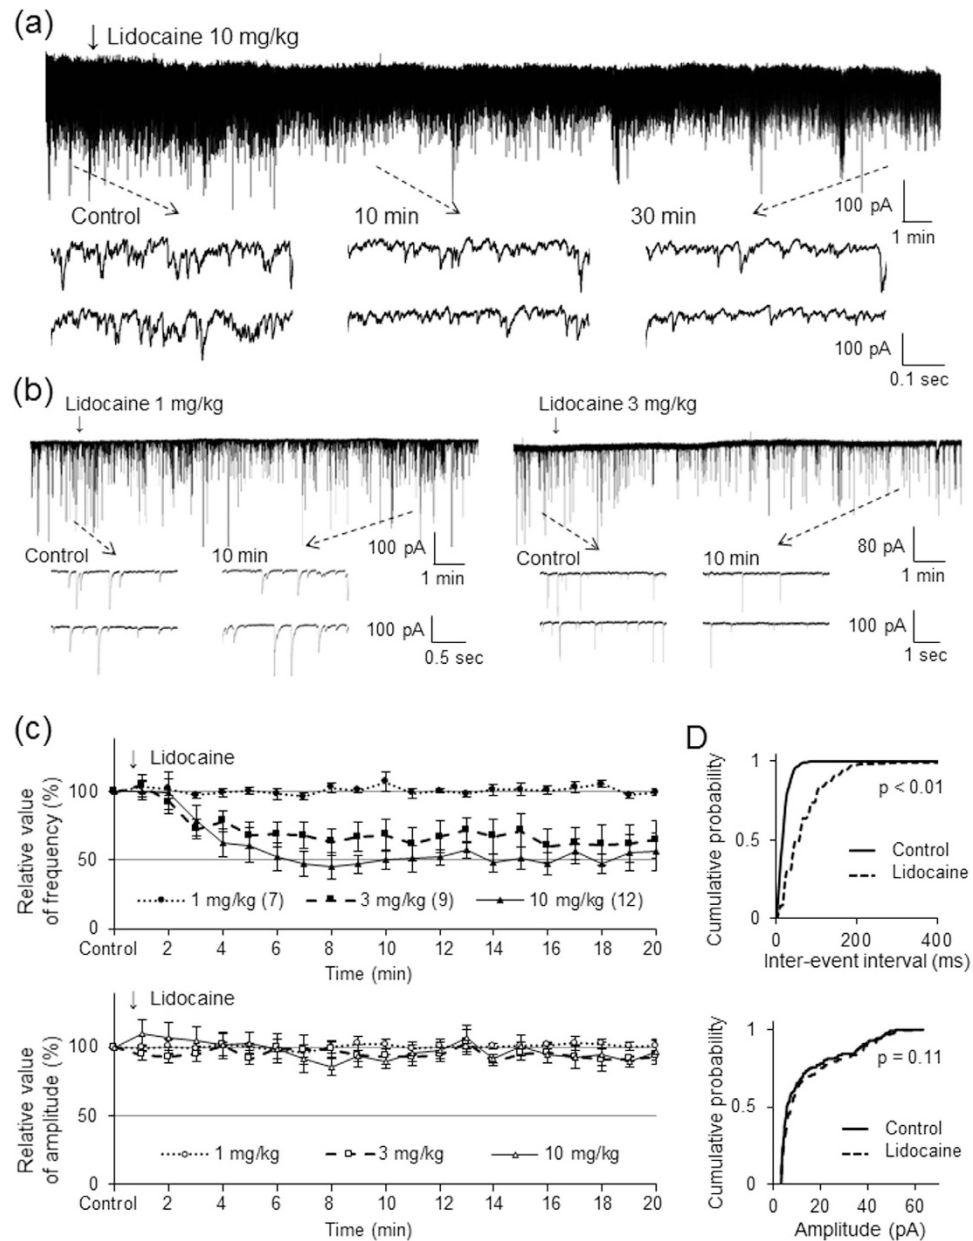 (a)
↓ Lidocaine 10 mg/kg
Control
10 min
30 min
100 pA
1 min
100 pA
0.1 sec
(b)
Lidocaine 1 mg/kg
↓
Control
10 min
100 pA
1 min
100 pA
0.5 sec
Lidocaine 3 mg/kg
↓
Control
10 min
80 pA
1 min
100 pA
1 sec
(c)
↓ Lidocaine
Relative value
of frequency (%)
100
50
0
1 mg/kg (7) 3 mg/kg (9) 10 mg/kg (12)
Control 2 4 6 8 10 12 14 16 18 20
Time (min)
↓ Lidocaine
Relative value
of amplitude (%)
100
50
0
1 mg/kg 3 mg/kg 10 mg/kg
Control 2 4 6 8 10 12 14 16 18 20
Time (min)
D
Cumulative probability
1
0.5
0
p < 0.01
Control
Lidocaine
0 200 400
Inter-event interval (ms)
Cumulative probability
1
0.5
0
p = 0.11
Control
Lidocaine
0 20 40 60
Amplitude (pA)